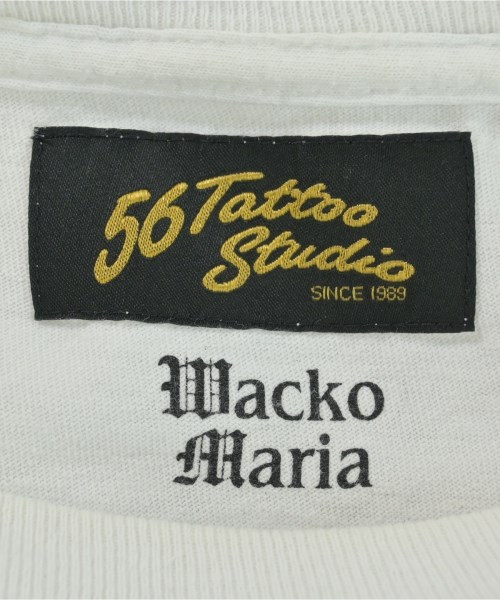 56 Tattoo
Studio
SINCE 1989
Wacko
Maria